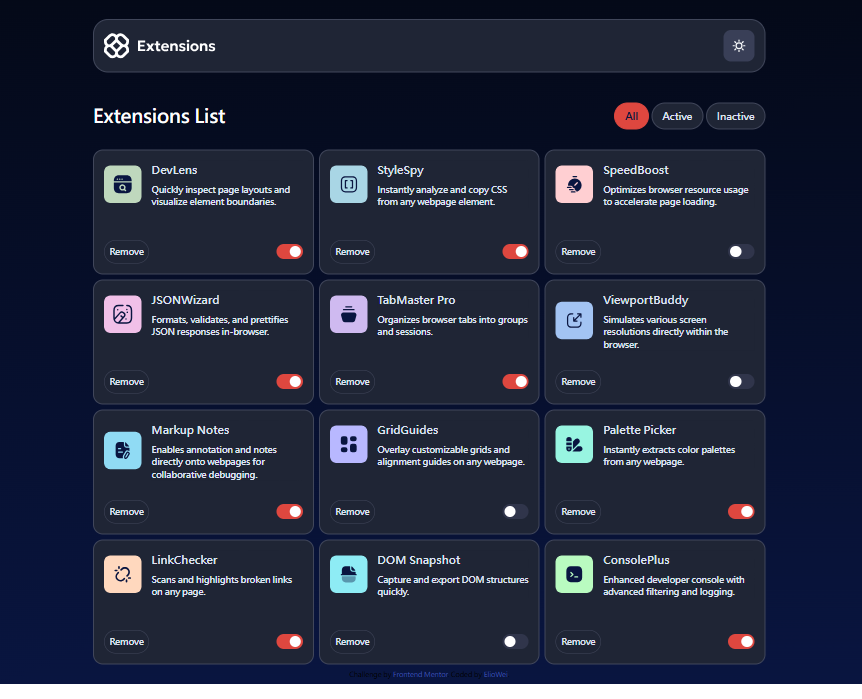 Extensions
Extensions List
All Active Inactive
DevLens
Quickly inspect page layouts and
visualize element boundaries.
Remove
StyleSpy
Instantly analyze and copy CSS
from any webpage element.
Remove
SpeedBoost
Optimizes browser resource usage
to accelerate page loading.
Remove
JSONWizard
Formats, validates, and prettifies
JSON responses in-browser.
Remove
TabMaster Pro
Organizes browser tabs into groups
and sessions.
Remove
ViewportBuddy
Simulates various screen
resolutions directly within the
browser.
Remove
Markup Notes
Enables annotation and notes
directly onto webpages for
collaborative debugging.
Remove
GridGuides
Overlay customizable grids and
alignment guides on any webpage.
Remove
Palette Picker
Instantly extracts color palettes
from any webpage.
Remove
LinkChecker
Scans and highlights broken links
on any page.
Remove
DOM Snapshot
Capture and export DOM structures
quickly.
Remove
ConsolePlus
Enhanced developer console with
advanced filtering and logging.
Remove
Challenge by Frontend Mentor. Coded by